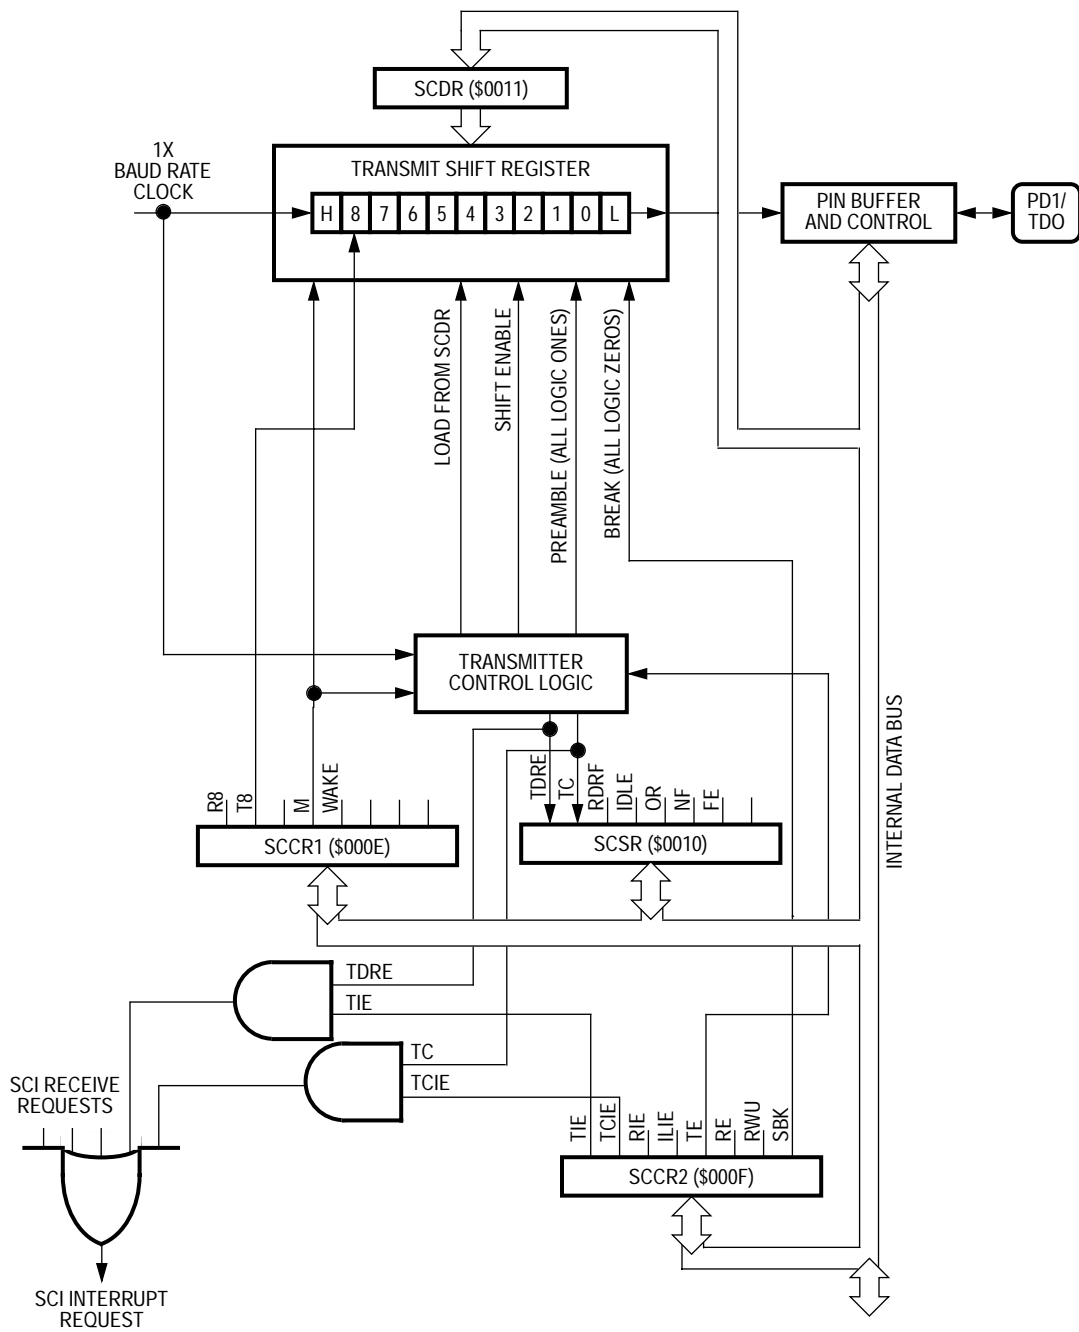 SCDR ($0011)
1X
BAUD RATE
CLOCK
TRANSMIT SHIFT REGISTER
H 8 7 6 5 4 3 2 1 0 L
PIN BUFFER
AND CONTROL
PD1/
TDO
LOAD FROM SCDR
SHIFT ENABLE
PREAMBLE (ALL LOGIC ONES)
BREAK (ALL LOGIC ZEROS)
TRANSMITTER
CONTROL LOGIC
INTERNAL DATA BUS
R8
T8
M
WAKE
SCCR1 ($000E)
TDRE
TC
RDRF
IDLE
OR
NF
FE
SCSR ($0010)
TDRE
TIE
TC
TCIE
SCI RECEIVE
REQUESTS
TIE
TCIE
RIE
ILIE
TE
RE
RWU
SBK
SCCR2 ($000F)
SCI INTERRUPT
REQUEST